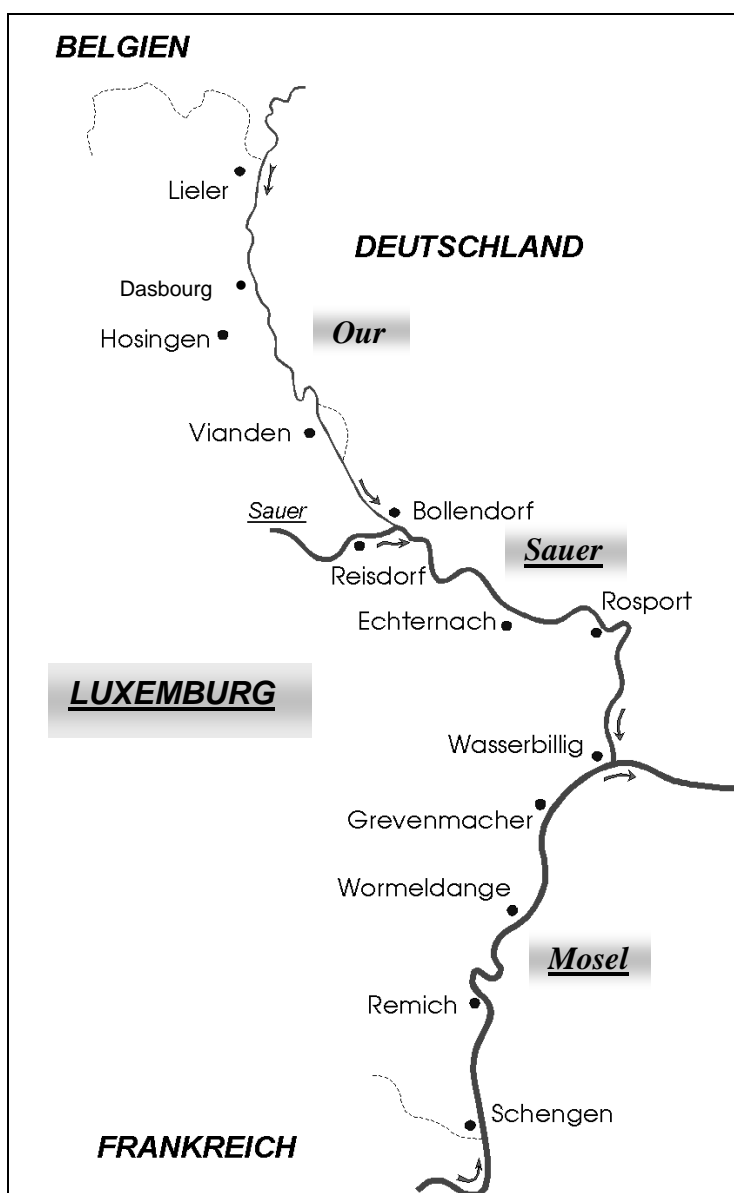 BELGIEN
Lieler
DEUTSCHLAND
Dasbourg
Hosingen
Our
Vianden
Sauer
Bollendorf
Sauer
Reisdorf
Rosport
Echternach
LUXEMBURG
Wasserbillig
Grevenmacher
Wormeldange
Mosel
Remich
Schengen
FRANKREICH